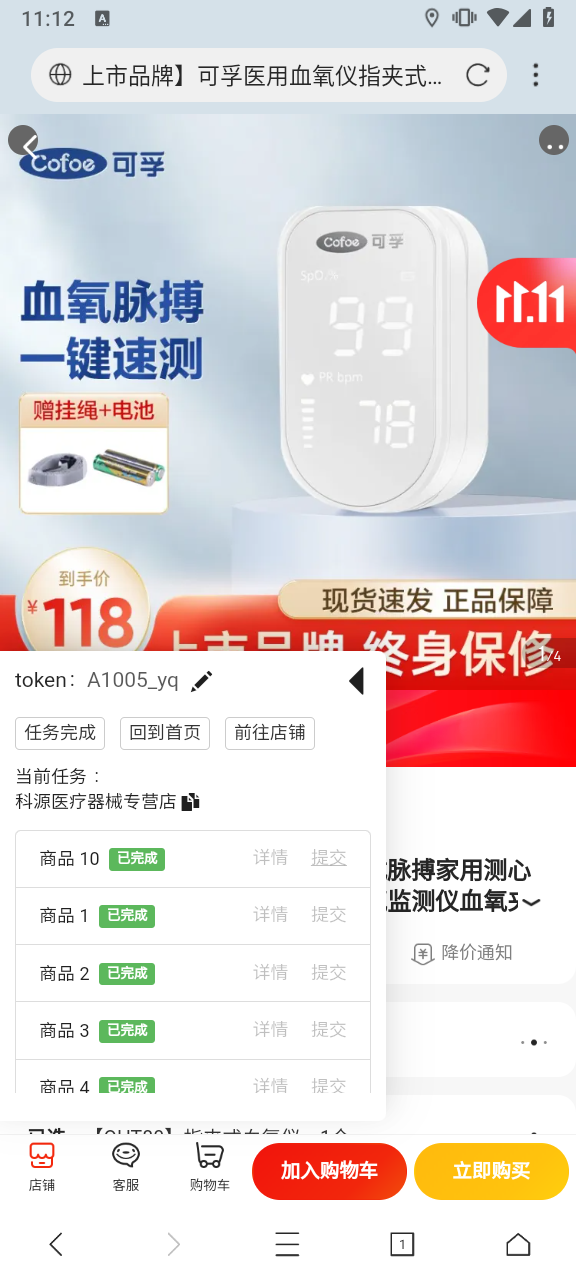 11:12
A
上市品牌】可孚医用血氧仪指夹式...
Cofoe 可孚
Cofoe 可孚
SpO₂/%
99
PR bpm
78
11.11
血氧脉搏
一键速测
赠挂绳+电池
到手价
¥118
现货速发 正品保障
上市品牌 终身保修
1/4
token： A1005_yq
任务完成 回到首页 前往店铺
当前任务：
科源医疗器械专营店
商品 10 已完成 详情 提交
商品 1 已完成 详情 提交
商品 2 已完成 详情 提交
商品 3 已完成 详情 提交
商品 4 已完成 详情 提交
脉搏家用测心
监测仪血氧
降价通知
店铺 客服 购物车 加入购物车 立即购买
1